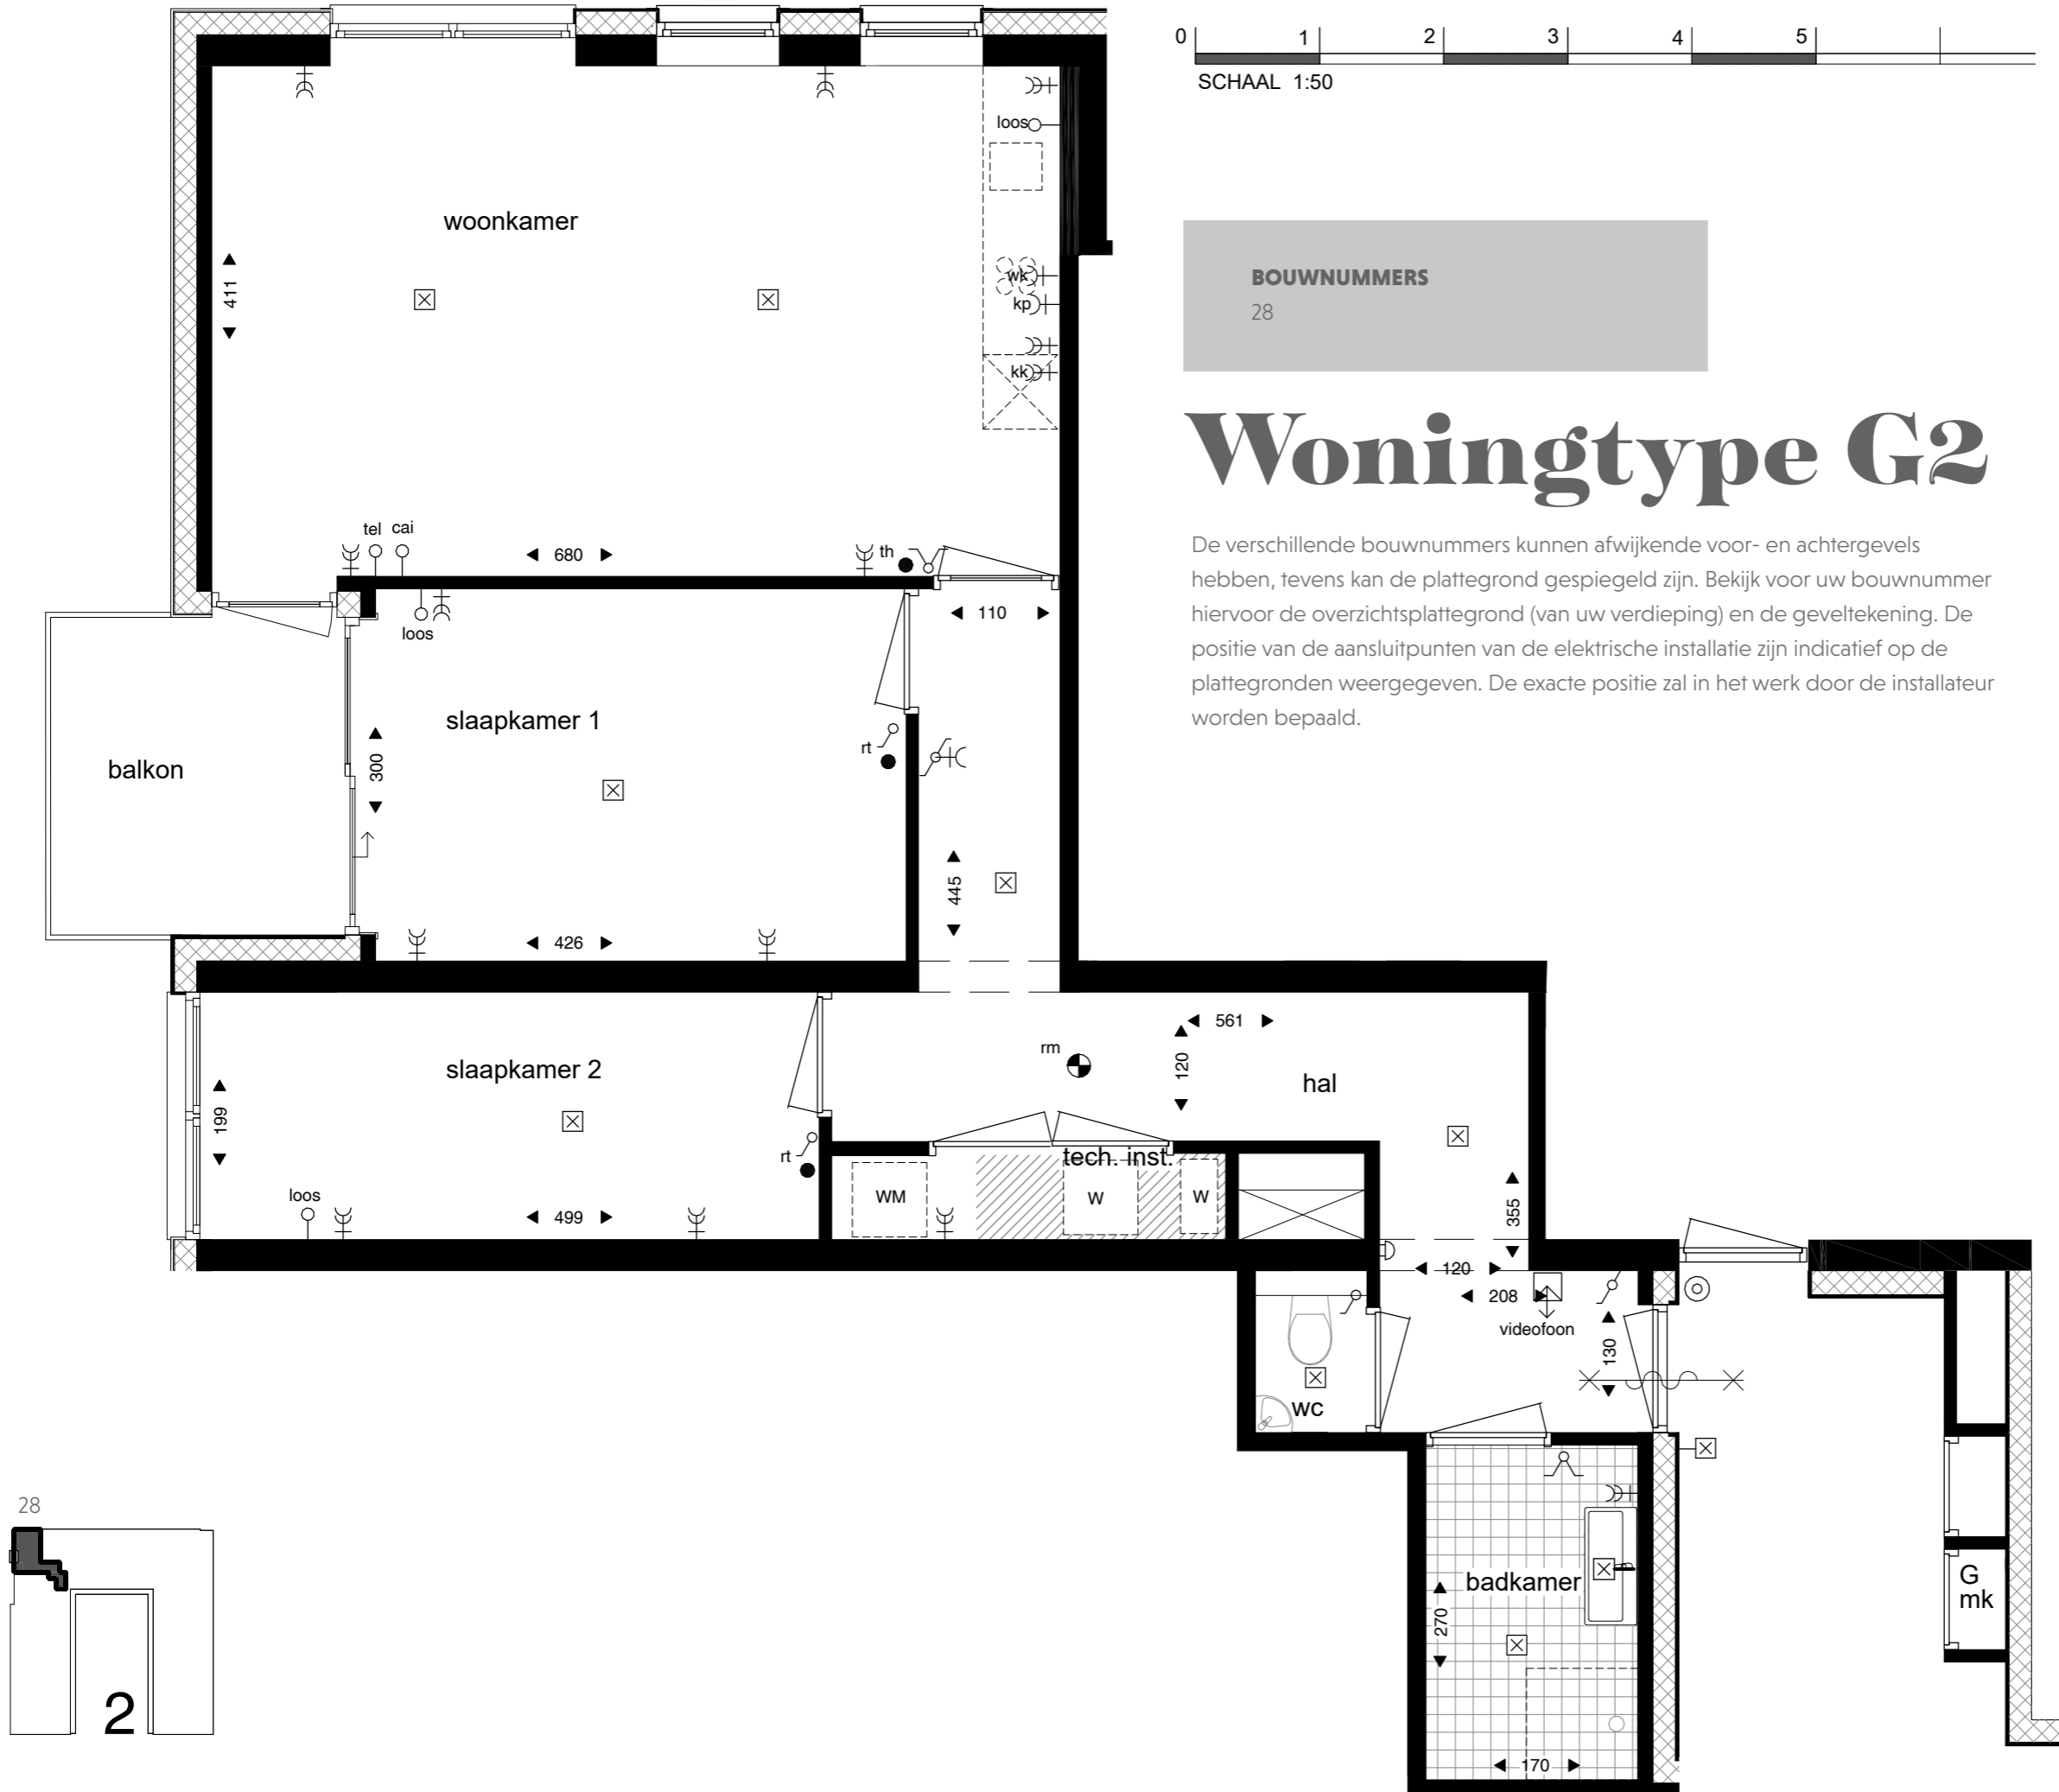 0 1 2 3 4 5
SCHAAL 1:50
BOUWNUMMERS
28
Woningtype G2
De verschillende bouwnummers kunnen afwijkende voor- en achtergevels
hebben, tevens kan de plattegrond gespiegeld zijn. Bekijk voor uw bouwnummer
hiervoor de overzichtsplattegrond (van uw verdieping) en de geveltekening. De
positie van de aansluitpunten van de elektrische installatie zijn indicatief op de
plattegronden weergegeven. De exacte positie zal in het werk door de installateur
worden bepaald.
loos
woonkamer
411
wk
kp
kk
tel cai
680
th
110
loos
slaapkamer 1
balkon
300
rt
445
426
561
rm
120
slaapkamer 2
hal
199
rt
tech. inst.
WM
W
W
loos
499
355
120
208
videofoon
130
wc
28
2
badkamer
270
170
G
mk